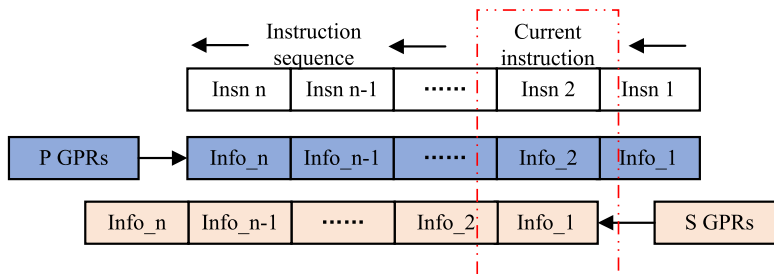 Instruction sequence
Current instruction
Insn n Insn n-1 ...... Insn 2 Insn 1
P GPRs Info_n Info_n-1 ...... Info_2 Info_1
Info_n Info_n-1 ...... Info_2 Info_1 S GPRs